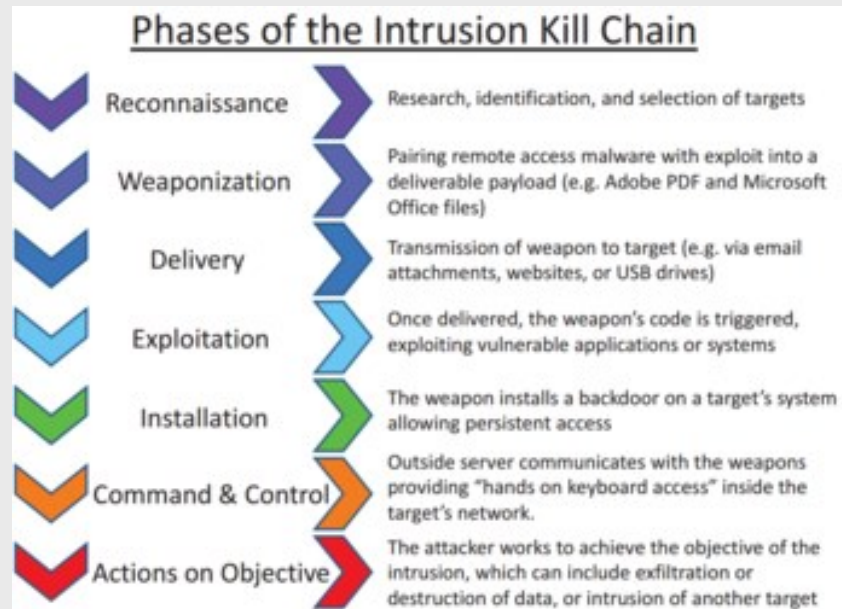 Phases of the Intrusion Kill Chain
Reconnaissance
Research, identification, and selection of targets
Weaponization
Pairing remote access malware with exploit into a
deliverable payload (e.g. Adobe PDF and Microsoft
Office files)
Delivery
Transmission of weapon to target (e.g. via email
attachments, websites, or USB drives)
Exploitation
Once delivered, the weapon's code is triggered,
exploiting vulnerable applications or systems
Installation
The weapon installs a backdoor on a target's system
allowing persistent access
Command & Control
Outside server communicates with the weapons
providing "hands on keyboard access" inside the
target's network.
Actions on Objective
The attacker works to achieve the objective of the
intrusion, which can include exfiltration or
destruction of data, or intrusion of another target